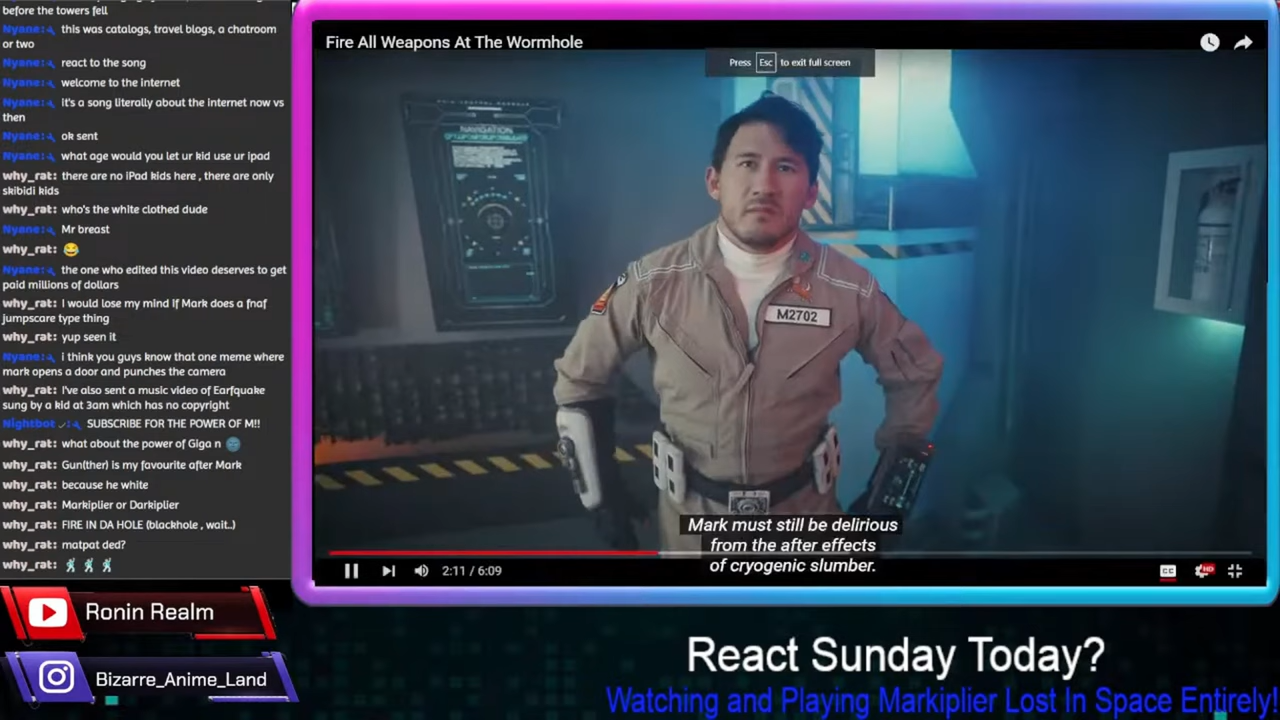 before the towers fell
Nyane: this was catalogs, travel blogs, a chatroom
or two
Nyane: react to the song
Nyane: welcome to the internet
Nyane: it's a song literally about the internet now vs
then
Nyane: ok sent
Nyane: what age would you let ur kid use ur ipad
why_rat: there are no iPad kids here , there are only
skibidi kids
why_rat: who's the white clothed dude
Nyane: Mr breast
why_rat: 😂
Nyane: the one who edited this video deserves to get
paid millions of dollars
why_rat: I would lose my mind If Mark does a fnaf
jumpscare type thing
why_rat: yup seen it
Nyane: i think you guys know that one meme where
mark opens a door and punches the camera
why_rat: I've also sent a music video of Earfquake
sung by a kid at 3am which has no copyright
Nightbot: SUBSCRIBE FOR THE POWER OF M!!
why_rat: what about the power of Giga n
why_rat: Gun(ther) is my favourite after Mark
why_rat: because he white
why_rat: Markiplier or Darkiplier
why_rat: FIRE IN DA HOLE (blackhole , wait..)
why_rat: matpat ded?
why_rat:
Ronin Realm
Bizarre_Anime_Land
Fire All Weapons At The Wormhole
Press Esc to exit full screen
NAVIGATION
M2702
Mark must still be delirious
from the after effects
of cryogenic slumber.
2:11 / 6:09
CC
HD
React Sunday Today?
Watching and Playing Markiplier Lost In Space Entirely!